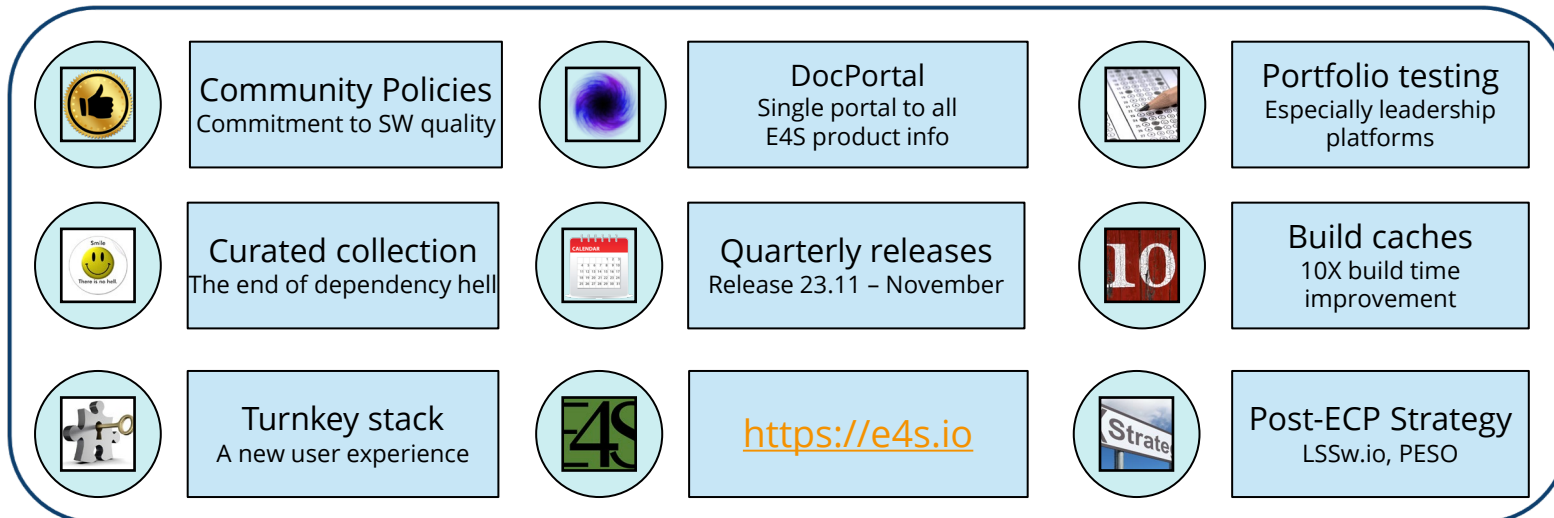 Community Policies
Commitment to SW quality
DocPortal
Single portal to all
E4S product info
Portfolio testing
Especially leadership
platforms
Smile
There is no hell.
Curated collection
The end of dependency hell
CALENDAR
Quarterly releases
Release 23.11 – November
10
Build caches
10X build time
improvement
Turnkey stack
A new user experience
E4S
https://e4s.io
Strate
Post-ECP Strategy
LSSw.io, PESO